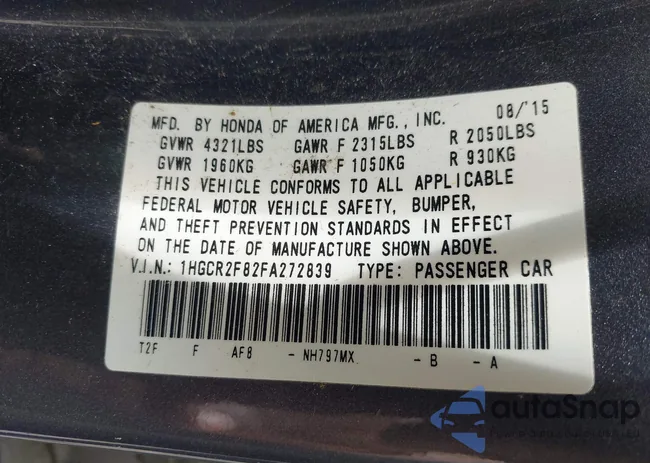 MFD. BY HONDA OF AMERICA MFG., INC. 08/'15
GVWR 4321LBS GAWR F 2315LBS R 2050LBS
GVWR 1960KG GAWR F 1050KG R 930KG
THIS VEHICLE CONFORMS TO ALL APPLICABLE
FEDERAL MOTOR VEHICLE SAFETY, BUMPER,
AND THEFT PREVENTION STANDARDS IN EFFECT
ON THE DATE OF MANUFACTURE SHOWN ABOVE.
V.I.N.: 1HGCR2F82FA272839 TYPE: PASSENGER CAR
T2F F AF8 - NH797MX - B - A
autoSnap